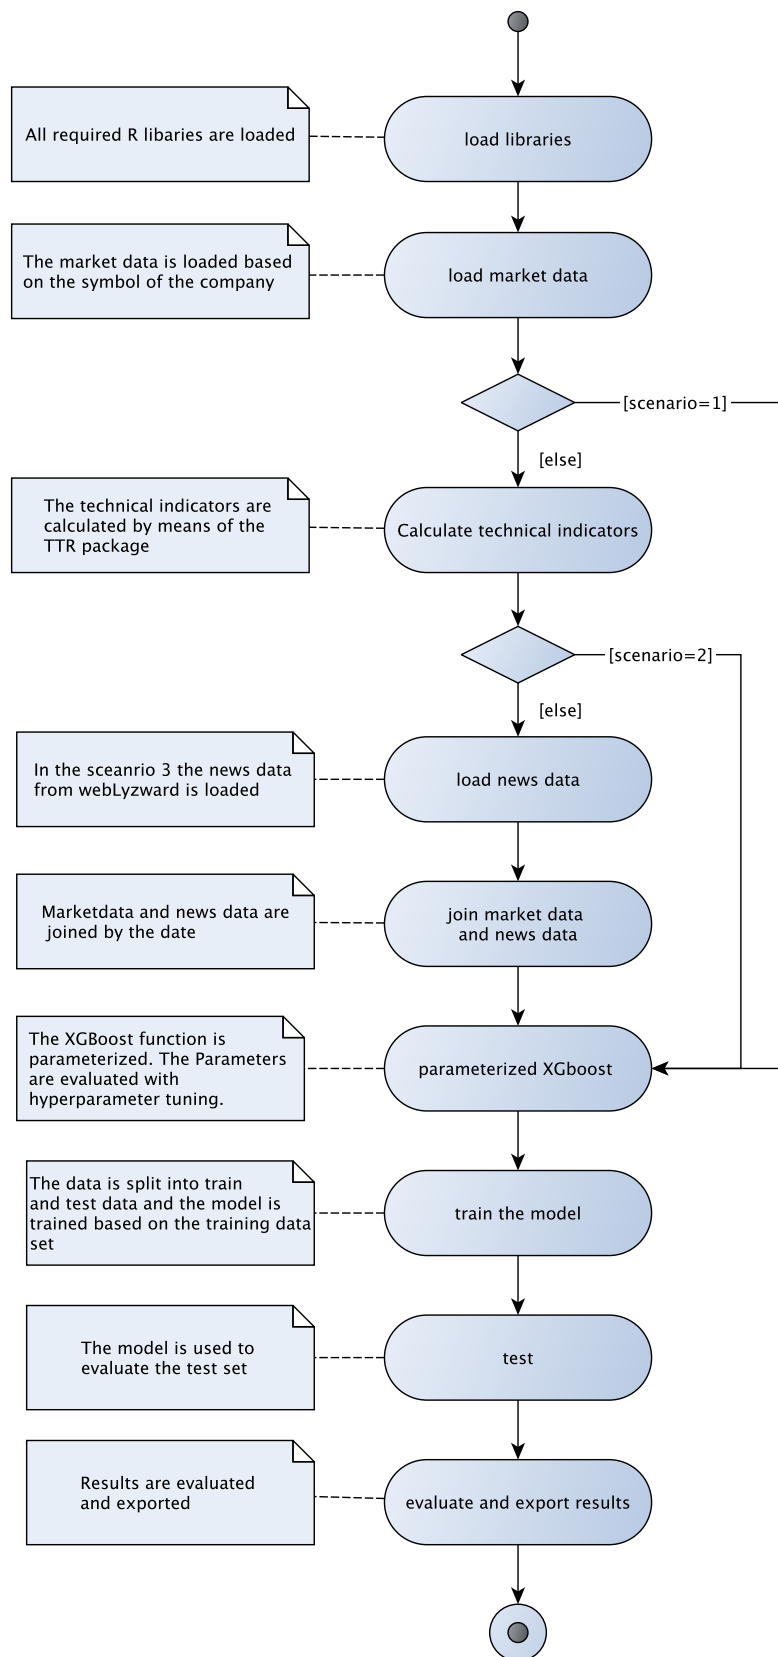 All required R libaries are loaded
load libraries
The market data is loaded based
on the symbol of the company
load market data
[scenario=1]
[else]
The technical indicators are
calculated by means of the
TTR package
Calculate technical indicators
[scenario=2]
[else]
In the sceanrio 3 the news data
from webLyzward is loaded
load news data
Marketdata and news data are
joined by the date
join market data
and news data
The XGBoost function is
parameterized. The Parameters
are evaluated with
hyperparameter tuning.
parameterized XGboost
The data is split into train
and test data and the model is
trained based on the training data
set
train the model
The model is used to
evaluate the test set
test
Results are evaluated
and exported
evaluate and export results